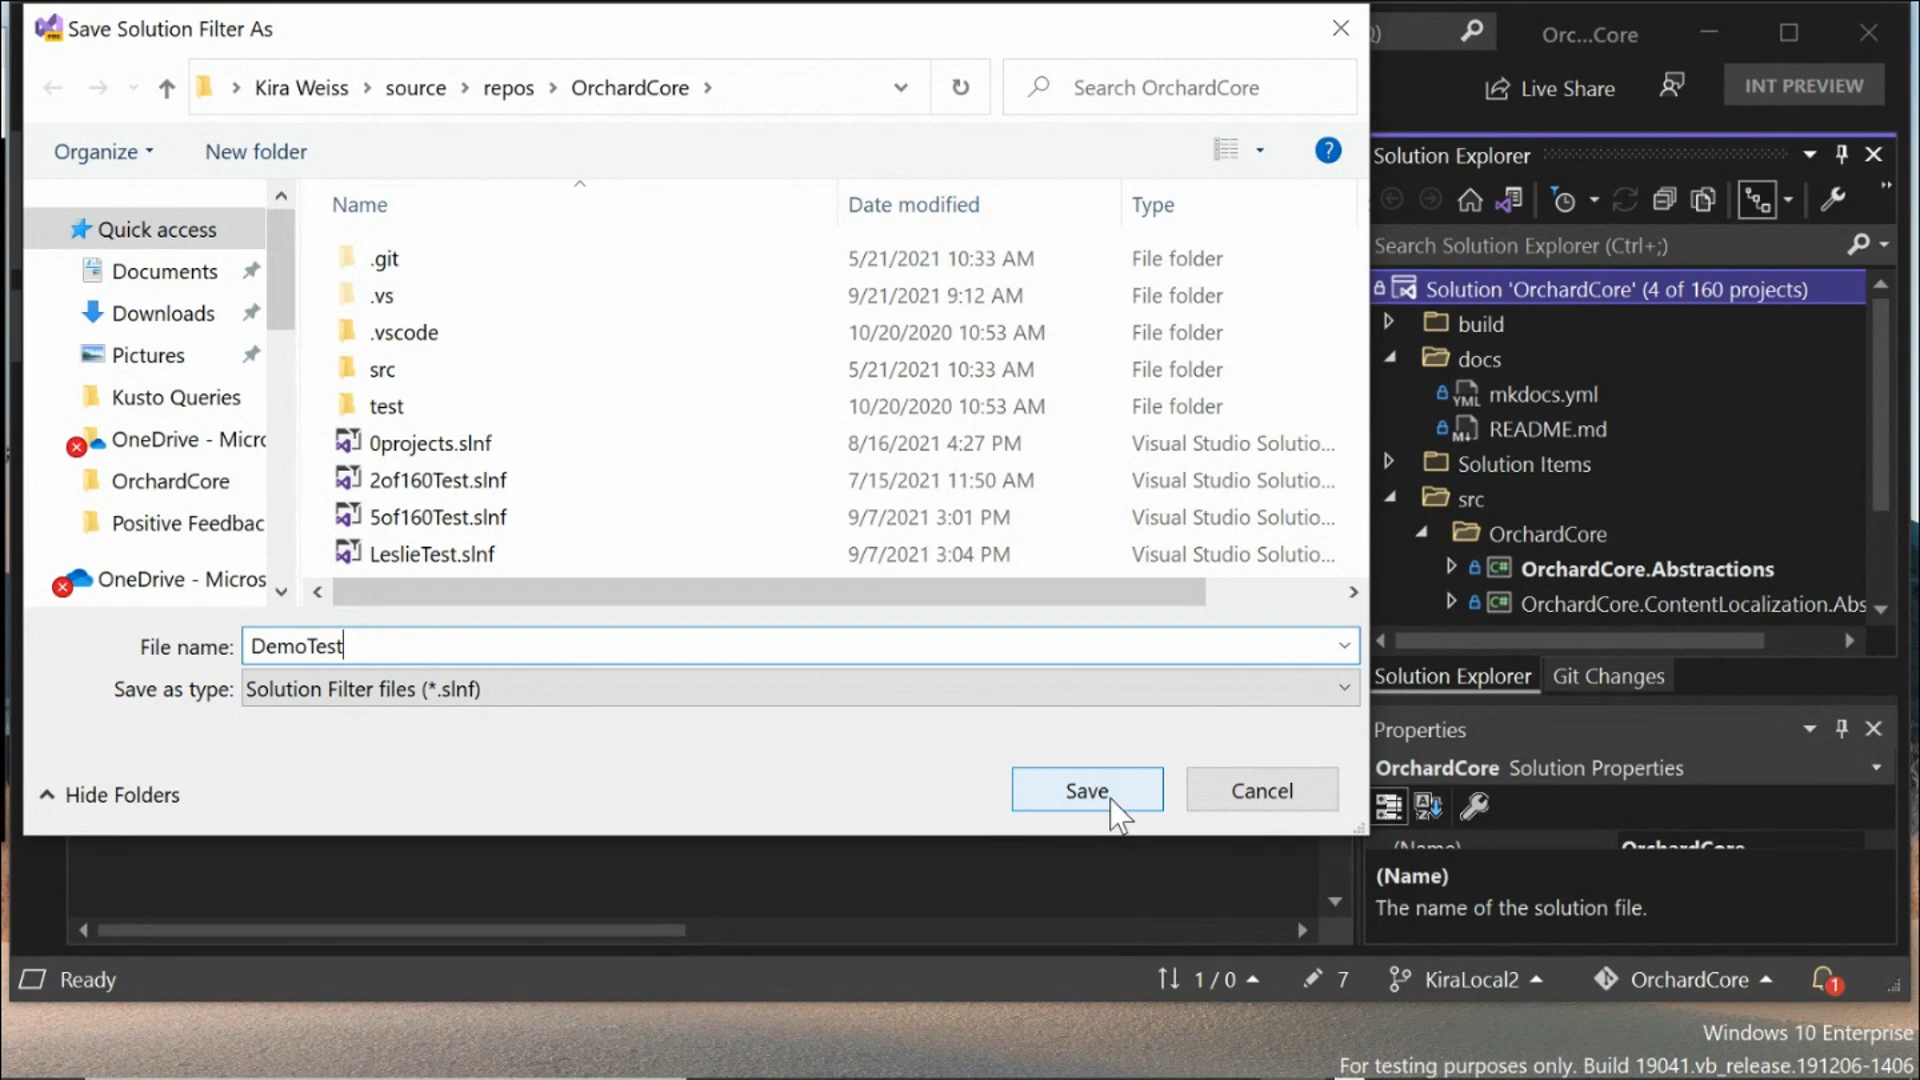 Save Solution Filter As
Kira Weiss > source > repos > OrchardCore >
Search OrchardCore
Organize
New folder
Quick access
Documents
Downloads
Pictures
Kusto Queries
OneDrive - Micro
OrchardCore
Positive Feedbac
OneDrive - Micros
Name Date modified Type
.git 5/21/2021 10:33 AM File folder
.vs 9/21/2021 9:12 AM File folder
.vscode 10/20/2020 10:53 AM File folder
src 5/21/2021 10:33 AM File folder
test 10/20/2020 10:53 AM File folder
0projects.slnf 8/16/2021 4:27 PM Visual Studio Solutio...
2of160Test.slnf 7/15/2021 11:50 AM Visual Studio Solutio...
5of160Test.slnf 9/7/2021 3:01 PM Visual Studio Solutio...
LeslieTest.slnf 9/7/2021 3:04 PM Visual Studio Solutio...
File name: DemoTest
Save as type: Solution Filter files (*.slnf)
Hide Folders
Save
Cancel
Orc...Core
Live Share
INT PREVIEW
Solution Explorer
Search Solution Explorer (Ctrl+;)
Solution 'OrchardCore' (4 of 160 projects)
build
docs
YML mkdocs.yml
M↓ README.md
Solution Items
src
OrchardCore
C# OrchardCore.Abstractions
C# OrchardCore.ContentLocalization.Abs
Solution Explorer Git Changes
Properties
OrchardCore Solution Properties
(Name) OrchardCore
(Name)
The name of the solution file.
Ready
1 / 0
7
KiraLocal2
OrchardCore
1
Windows 10 Enterprise
For testing purposes only. Build 19041.vb_release.191206-1406